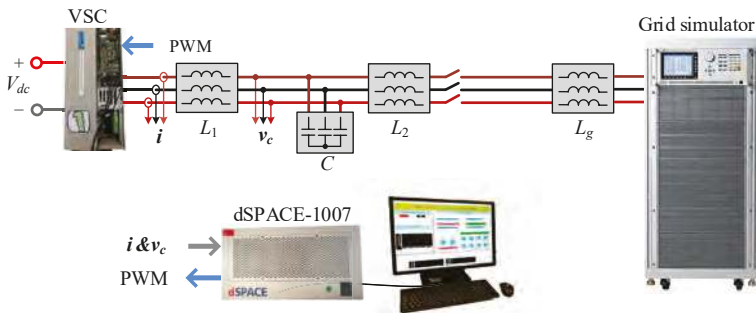 VSC
PWM
Grid simulator
+
V_dc
−
i
L_1
v_c
C
L_2
L_g
dSPACE-1007
i & v_c
PWM
dSPACE